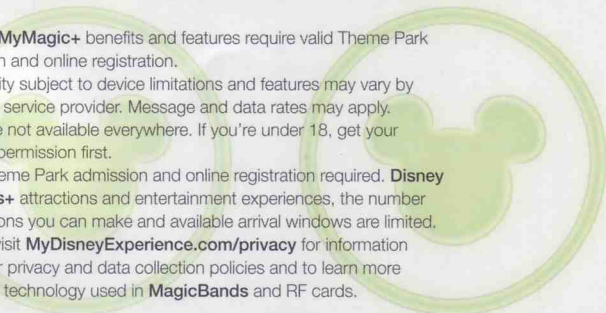 MyMagic+ benefits and features require valid Theme Park
and online registration.
subject to device limitations and features may vary by
service provider. Message and data rates may apply.
not available everywhere. If you're under 18, get your
permission first.
Theme Park admission and online registration required. Disney
attractions and entertainment experiences, the number
you can make and available arrival windows are limited.
visit MyDisneyExperience.com/privacy for information
privacy and data collection policies and to learn more
technology used in MagicBands and RF cards.